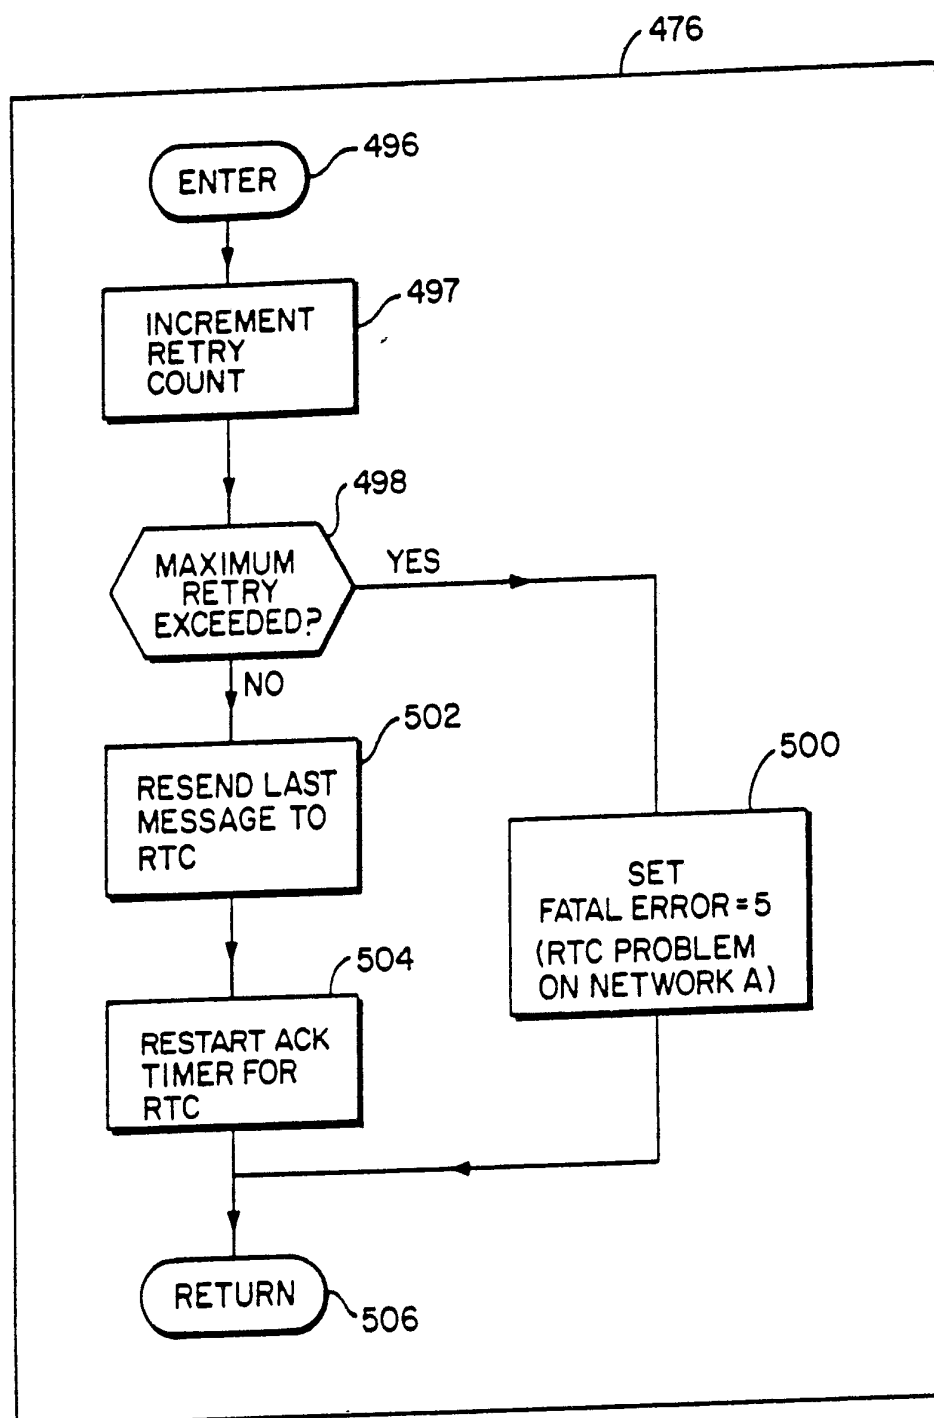 476
ENTER
496
INCREMENT
RETRY
COUNT
497
498
MAXIMUM
RETRY
EXCEEDED?
YES
NO
502
RESEND LAST
MESSAGE TO
RTC
500
SET
FATAL ERROR = 5
(RTC PROBLEM
ON NETWORK A)
504
RESTART ACK
TIMER FOR
RTC
RETURN
506